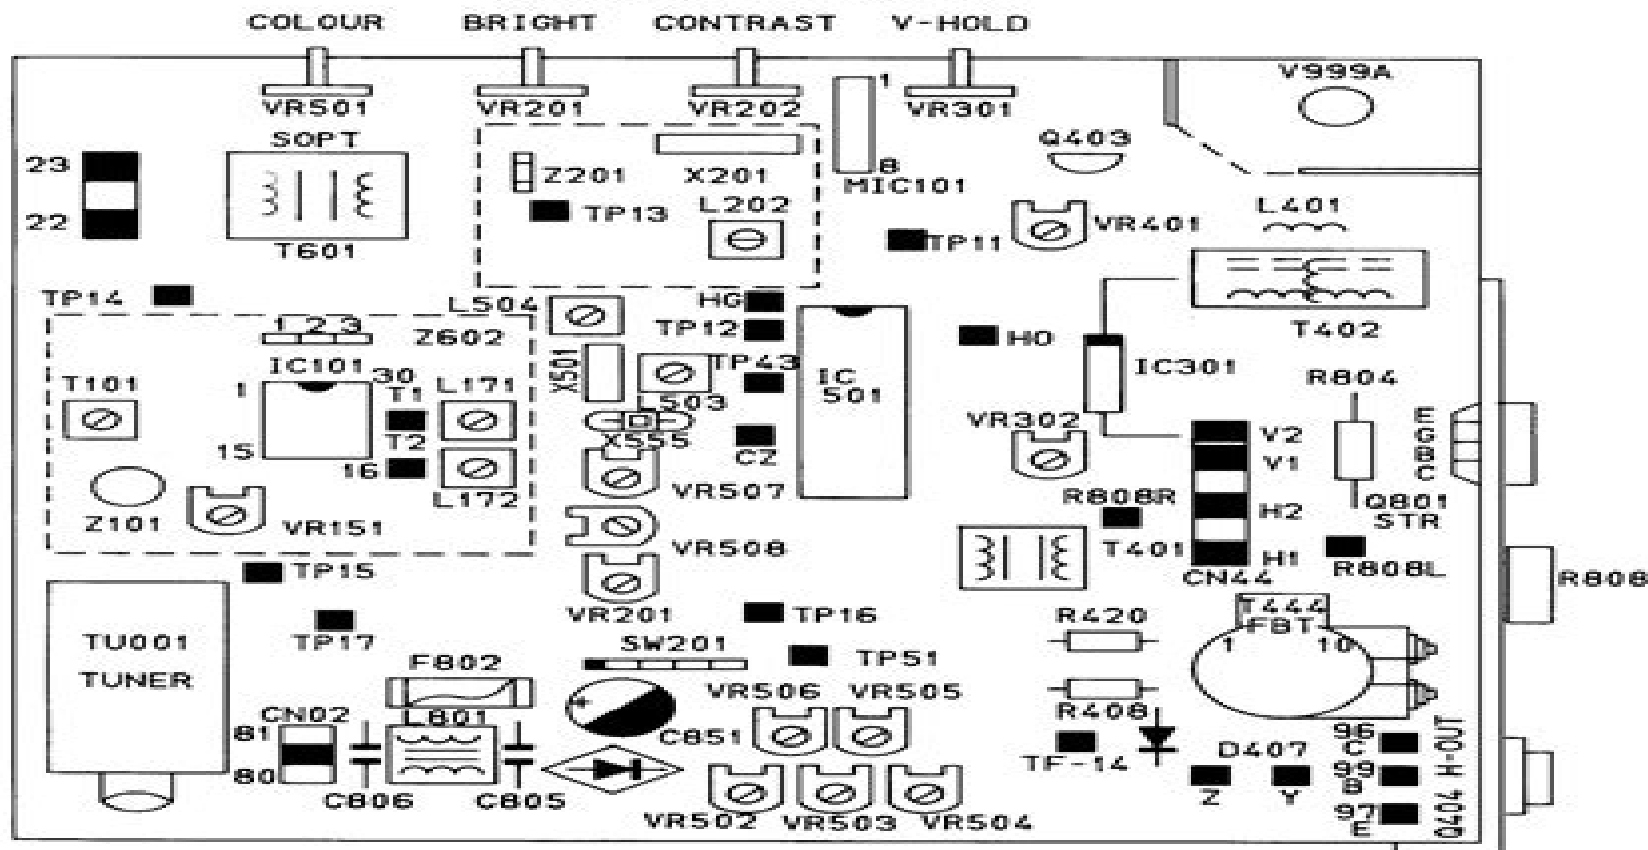 COLOUR BRIGHT CONTRAST V-HOLD
VR501 VR201 VR202 VR301
V999A
1
8
MIC101
Q403
SOPT
T601
23
22
Z201
X201
TP13
L202
TP11
VR401
L401
T402
TP14
L504
HG
TP12
TP43
HO
IC301
R804
1 2 3
Z602
IC101
T101
1
30
15
16
T1
T2
L171
L172
Z101
VR151
X501
L503
X555
CZ
IC
501
VR302
V2
V1
H2
H1
CN44
R808R
T401
Q801
STR
R808L
R808
VR507
VR508
VR201
TP15
TP17
TP16
TP51
SW201
TU001
TUNER
F802
L801
CN02
81
80
C806
C805
C851
VR506
VR505
VR502
VR503
VR504
R420
R408
TF-14
D407
Z
Y
T444
FBT
1
10
96
C
99
B
97
E
Q404 H-OUT